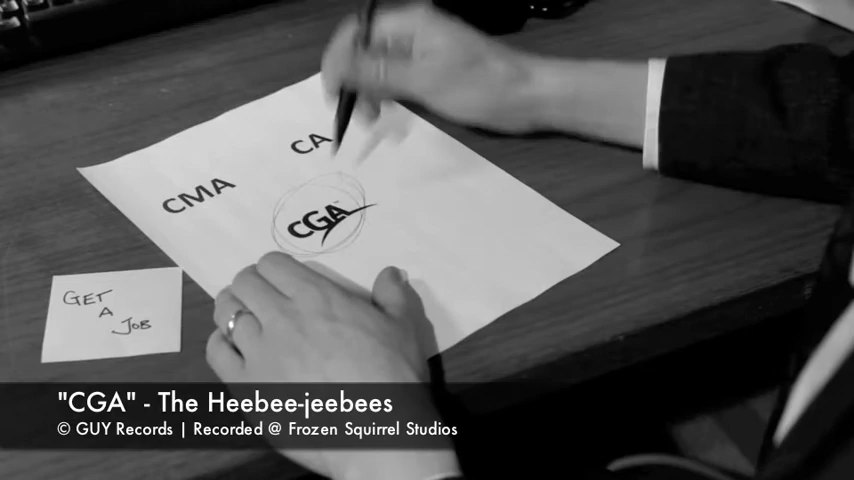 CA
CMA
CGA
GET
A
JOB
"CGA" - The Heebee-jeebees
© GUY Records | Recorded @ Frozen Squirrel Studios